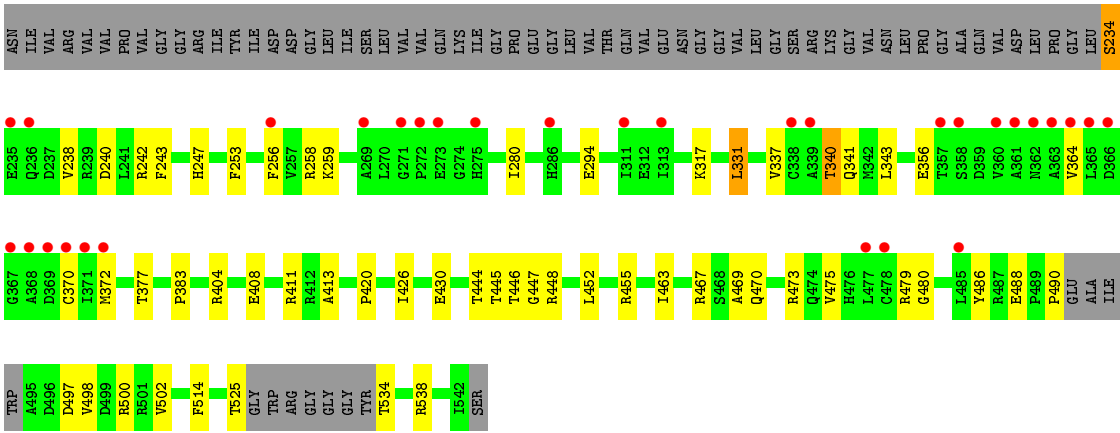 ASN ILE VAL ARG VAL VAL PRO VAL GLY GLY ARG ILE TYR ILE ASP ASP GLY LEU ILE SER LEU VAL VAL GLN LYS ILE GLY PRO GLU GLY LEU VAL THR GLN VAL GLU ASN GLY GLY VAL LEU GLY SER ARG LYS GLY VAL ASN LEU PRO GLY ALA GLN VAL ASP LEU PRO GLY LEU S234
E235 Q236 D237 V238 R239 D240 L241 R242 F243 H247 F253 F256 V257 R258 K259 A269 L270 G271 P272 E273 G274 H275 I280 H286 E294 I311 E312 I313 K317 L331 V337 C338 A339 T340 Q341 M342 L343 E356 T357 S358 D359 V360 A361 N362 A363 V364 L365 D366
G367 A368 D369 C370 I371 M372 T377 P383 R404 E408 R411 R412 A413 P420 I426 E430 T444 T445 T446 G447 R448 L452 R455 I463 R467 S468 A469 Q470 R473 Q474 V475 H476 L477 C478 R479 G480 L485 Y486 R487 E488 P489 P490 GLU ALA ILE
TRP A495 D496 D497 V498 D499 R500 R501 V502 F514 T525 GLY TRP ARG GLY GLY GLY TYR T534 R538 I542 SER